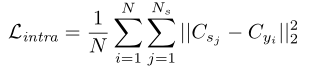 \mathcal{L}_{intra} = \frac{1}{N} \sum_{i=1}^{N} \sum_{j=1}^{N_s} ||C_{s_j} - C_{y_i}||_2^2